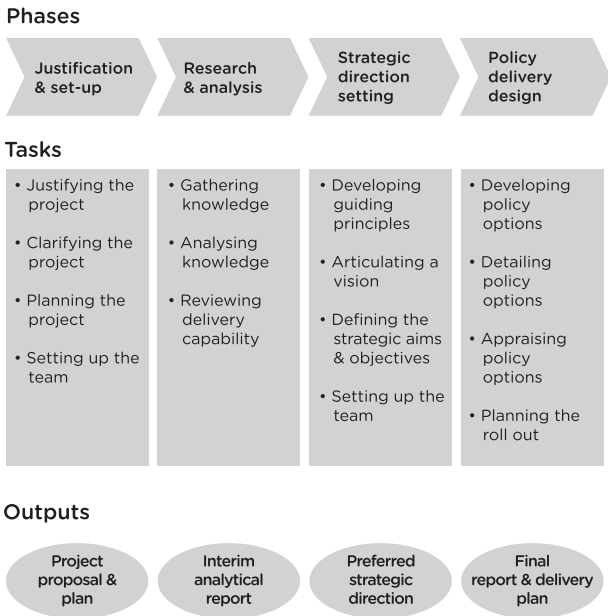 Phases
Justification
& set-up
Research
& analysis
Strategic
direction
setting
Policy
delivery
design
Tasks
• Justifying the
project
• Clarifying the
project
• Planning the
project
• Setting up the
team
• Gathering
knowledge
• Analysing
knowledge
• Reviewing
delivery
capability
• Developing
guiding
principles
• Articulating a
vision
• Defining the
strategic aims
& objectives
• Setting up the
team
• Developing
policy
options
• Detailing
policy
options
• Appraising
policy
options
• Planning the
roll out
Outputs
Project
proposal &
plan
Interim
analytical
report
Preferred
strategic
direction
Final
report & delivery
plan